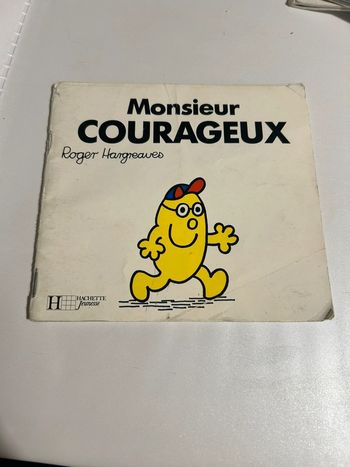 Monsieur
COURAGEUX
Roger Hargreaves
H HACHETTE
Jeunesse